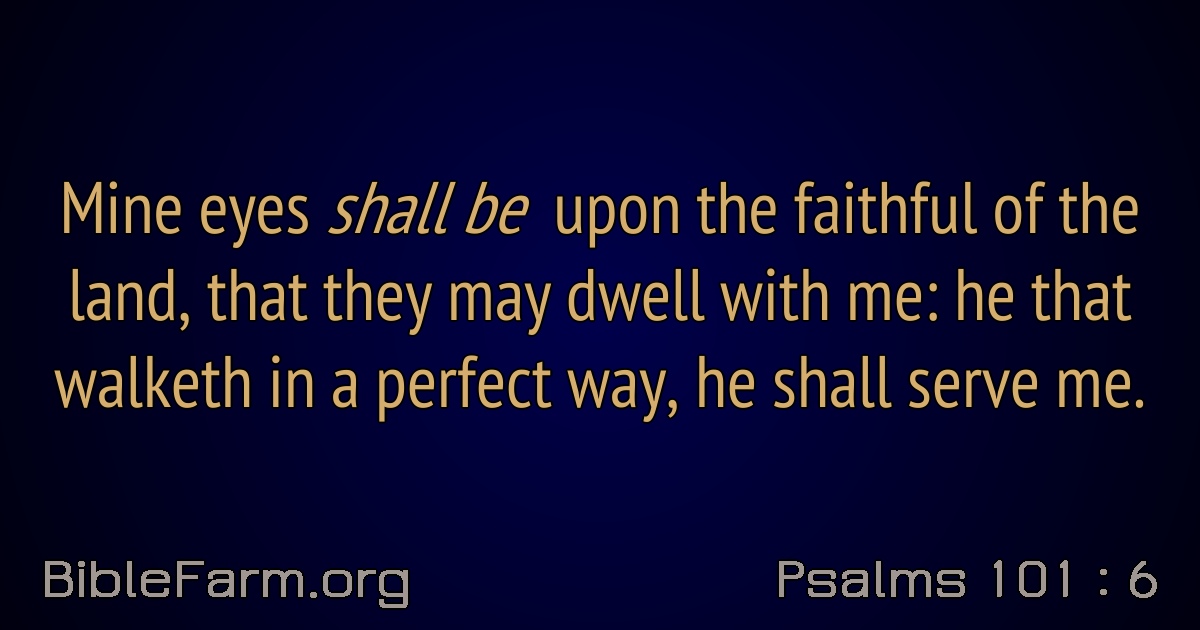 Mine eyes shall be upon the faithful of the
land, that they may dwell with me: he that
walketh in a perfect way, he shall serve me.
BibleFarm.org
Psalms 101 : 6